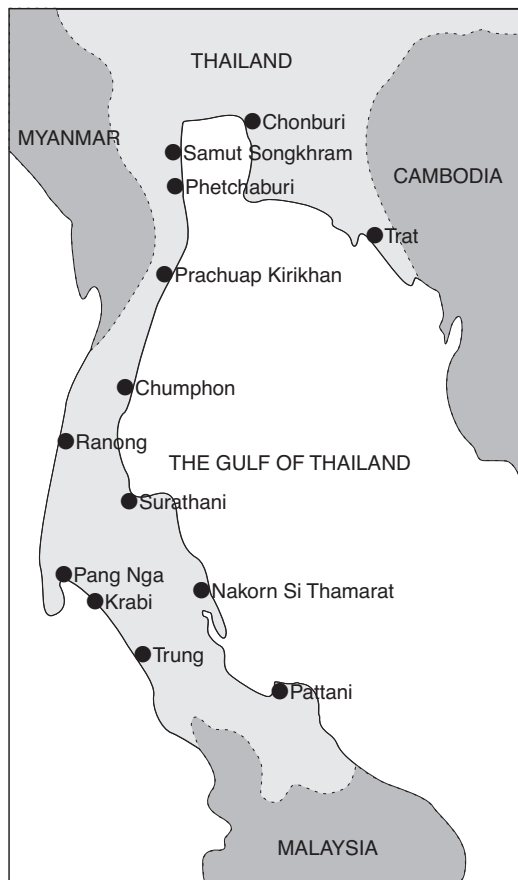 THAILAND
Chonburi
MYANMAR
Samut Songkhram
CAMBODIA
Phetchaburi
Trat
Prachuap Kirikhan
Chumphon
Ranong
THE GULF OF THAILAND
Surathani
Pang Nga
Nakorn Si Thamarat
Krabi
Trung
Pattani
MALAYSIA